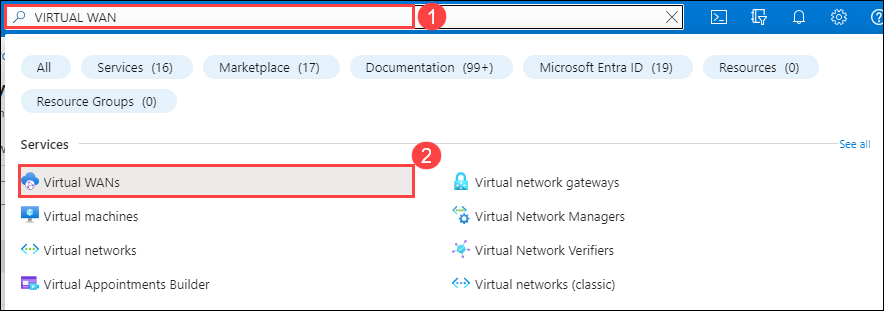 VIRTUAL WAN
1
All
Services (16)
Marketplace (17)
Documentation (99+)
Microsoft Entra ID (19)
Resources (0)
Resource Groups (0)
Services
2
See all
Virtual WANs
Virtual network gateways
Virtual machines
Virtual Network Managers
Virtual networks
Virtual Network Verifiers
Virtual Appointments Builder
Virtual networks (classic)